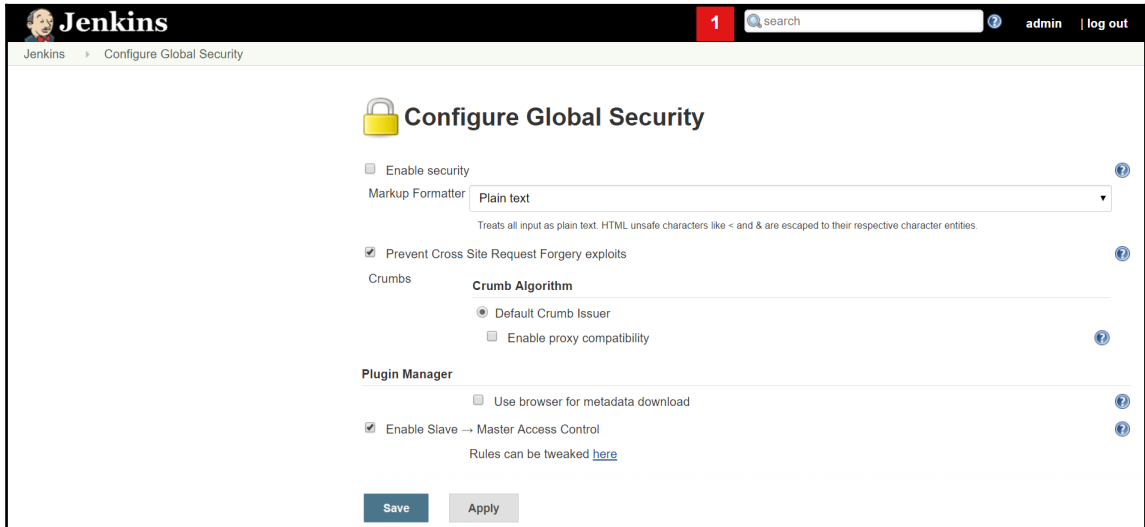 Jenkins
1
search
admin | log out
Jenkins Configure Global Security
Configure Global Security
Enable security
Markup Formatter Plain text
Treats all input as plain text. HTML unsafe characters like < and & are escaped to their respective character entities.
Prevent Cross Site Request Forgery exploits
Crumbs
Crumb Algorithm
Default Crumb Issuer
Enable proxy compatibility
Plugin Manager
Use browser for metadata download
Enable Slave → Master Access Control
Rules can be tweaked here
Save Apply